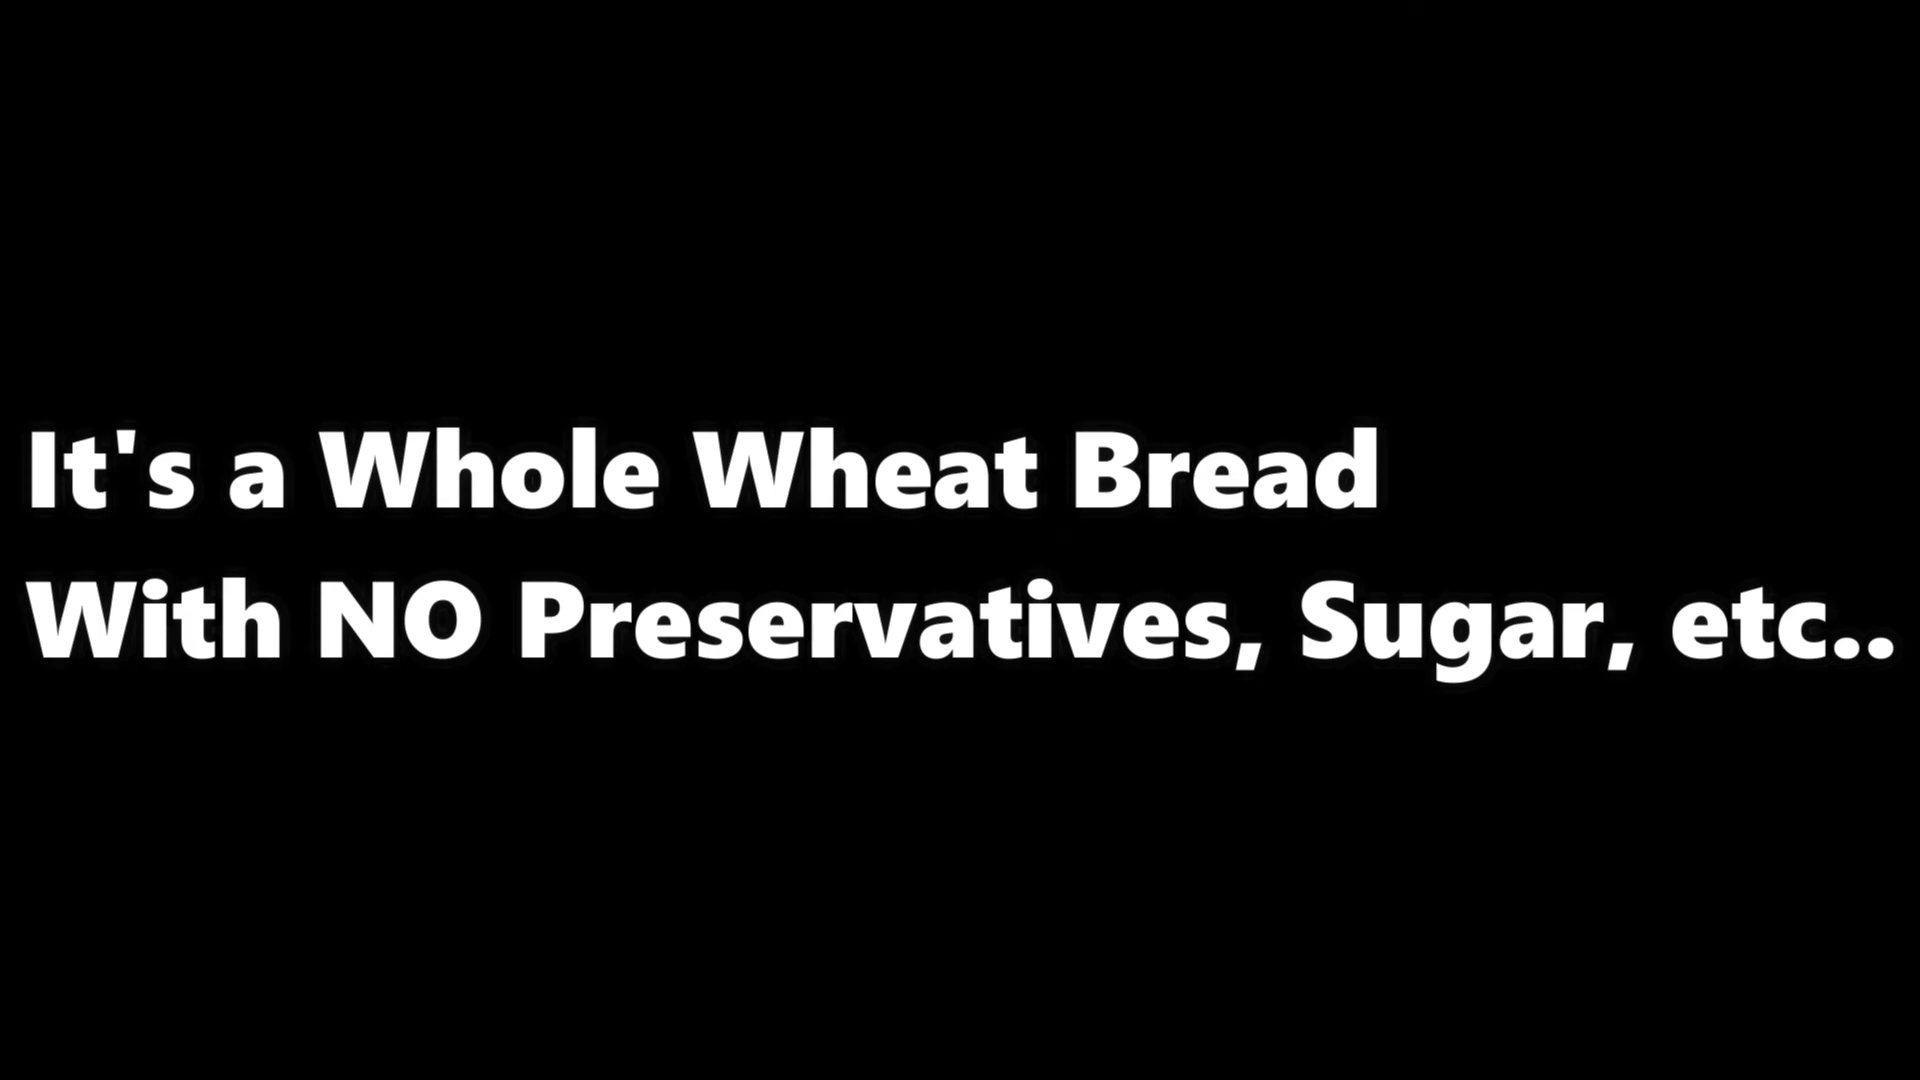 It's a Whole Wheat Bread
With NO Preservatives, Sugar, etc..